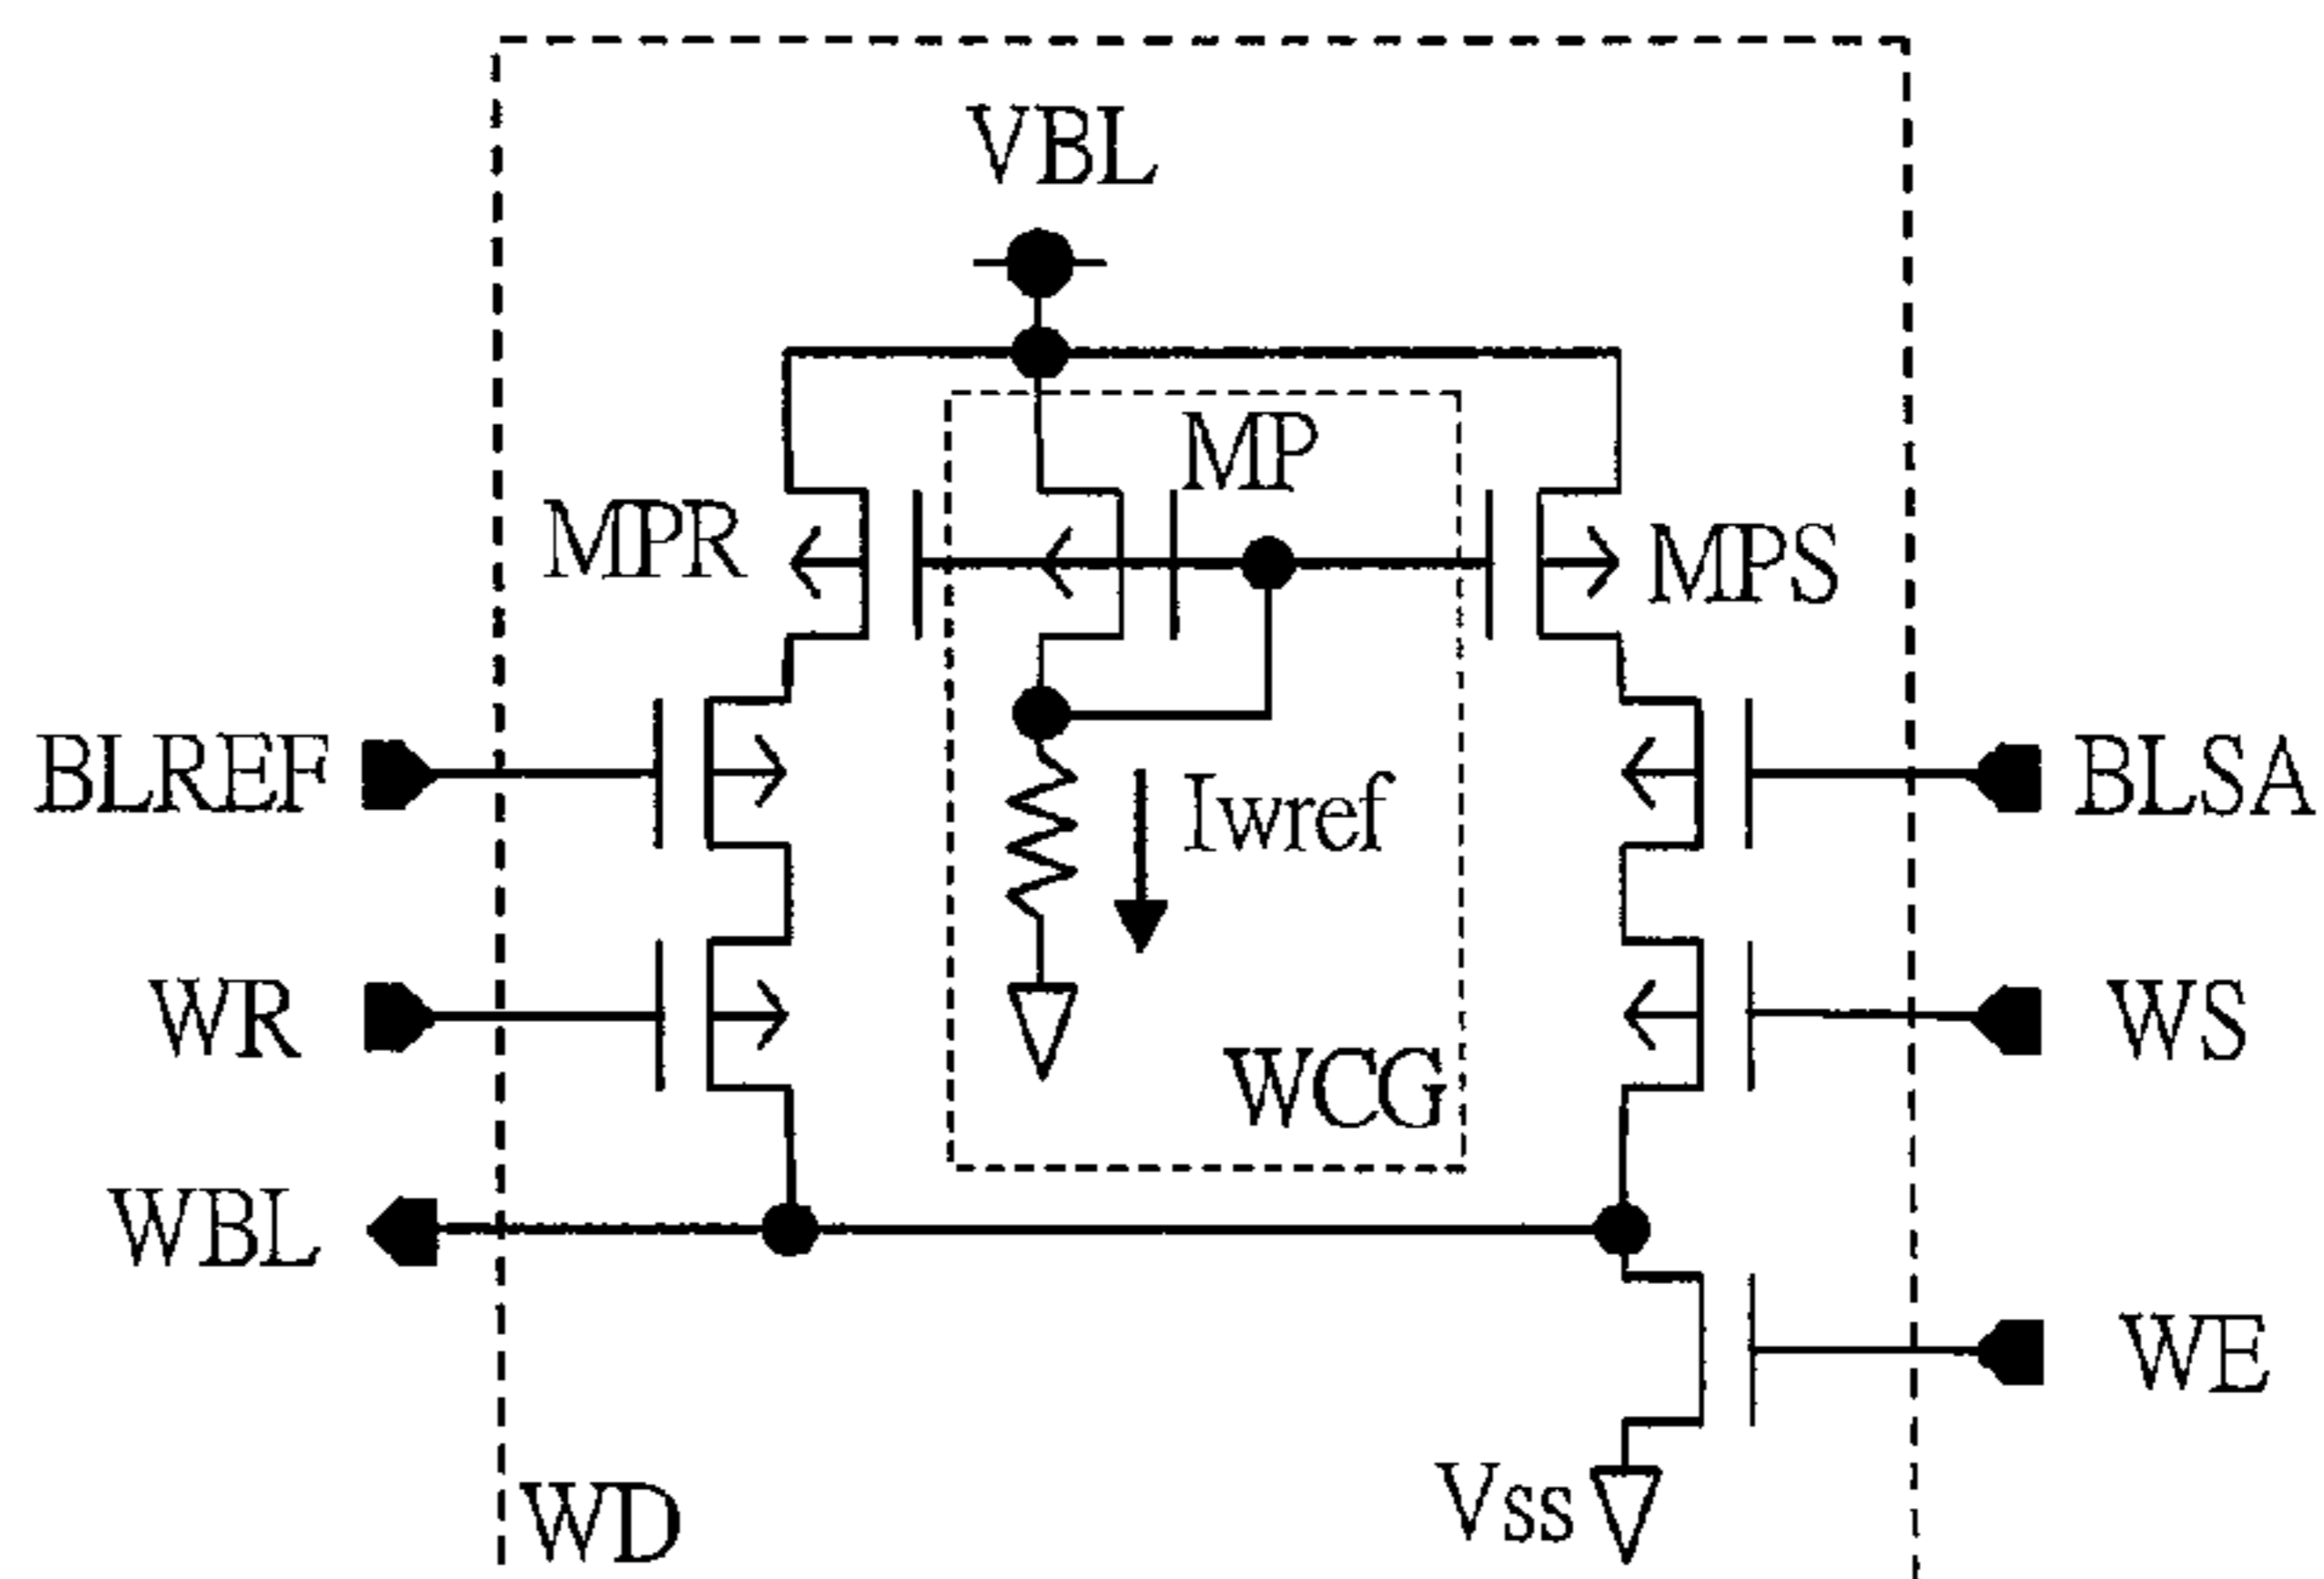 VBL
MP
MPR
MPS
BLREF
Iwref
BLSA
WR
WS
WCG
WBL
WE
Vss
WD